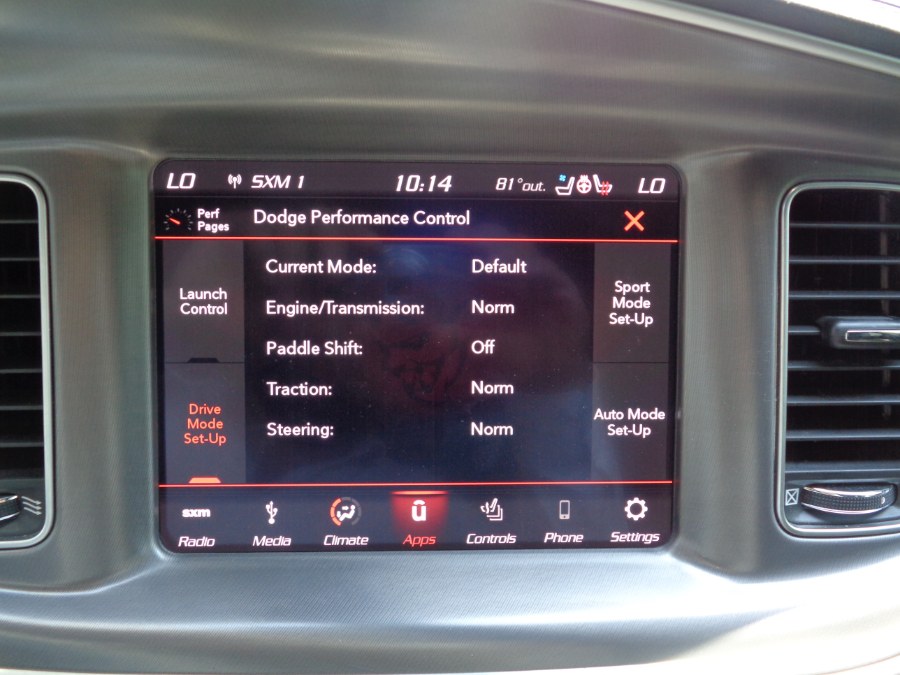 LO SXM 1 10:14 81°out. LO
Perf
Pages
Dodge Performance Control
Launch
Control
Drive
Mode
Set-Up
Current Mode: Default
Engine/Transmission: Norm
Paddle Shift: Off
Traction: Norm
Steering: Norm
Sport
Mode
Set-Up
Auto Mode
Set-Up
sxm
Radio Media Climate Apps Controls Phone Settings